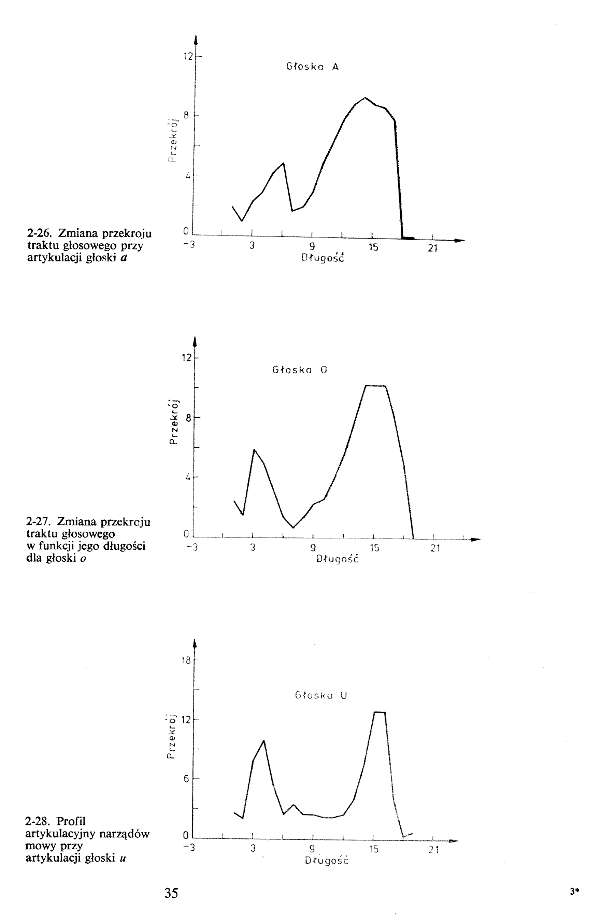 12
Głoska A
8
Przekrój
4
0
-3 3 9 15 21
Długość
2-26. Zmiana przekroju
traktu głosowego przy
artykulacji głoski a
12
Głoska O
8
Przekrój
4
0
-3 3 9 15 21
Długość
2-27. Zmiana przekroju
traktu głosowego
w funkcji jego długości
dla głoski o
18
Głoska U
12
Przekrój
6
0
-3 3 9 15 21
Długość
2-28. Profil
artykulacyjny narządów
mowy przy
artykulacji głoski u
35
3*